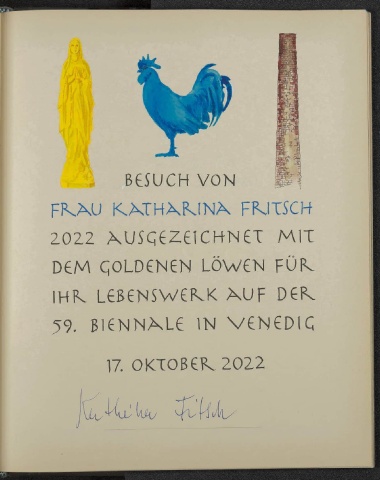 BESUCH VON
FRAU KATHARINA FRITSCH
2022 AUSGEZEICHNET MIT
DEM GOLDENEN LÖWEN FÜR
IHR LEBENSWERK AUF DER
59. BIENNALE IN VENEDIG
17. OKTOBER 2022
Katharina Fritsch